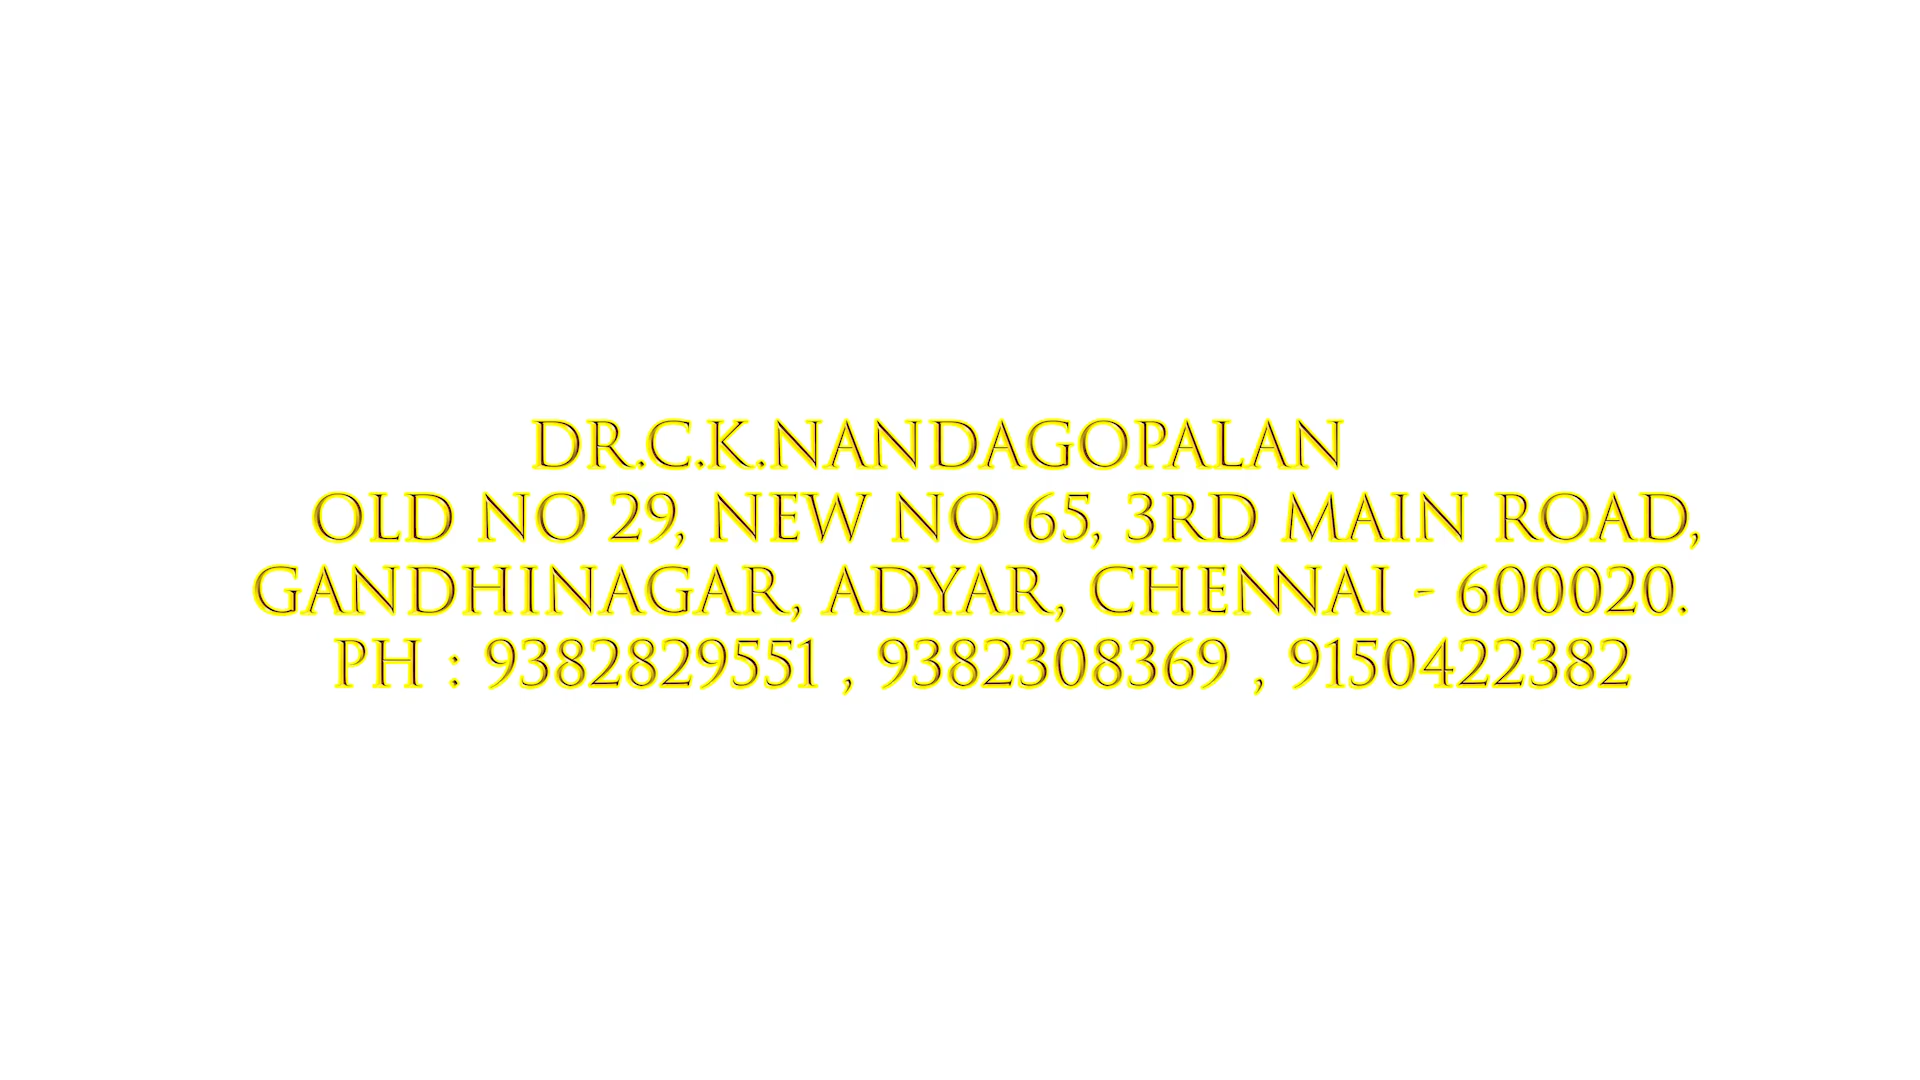 DR.C.K.NANDAGOPALAN
OLD NO 29, NEW NO 65, 3RD MAIN ROAD,
GANDHINAGAR, ADYAR, CHENNAI - 600020.
PH : 9382829551 , 9382308369 , 9150422382